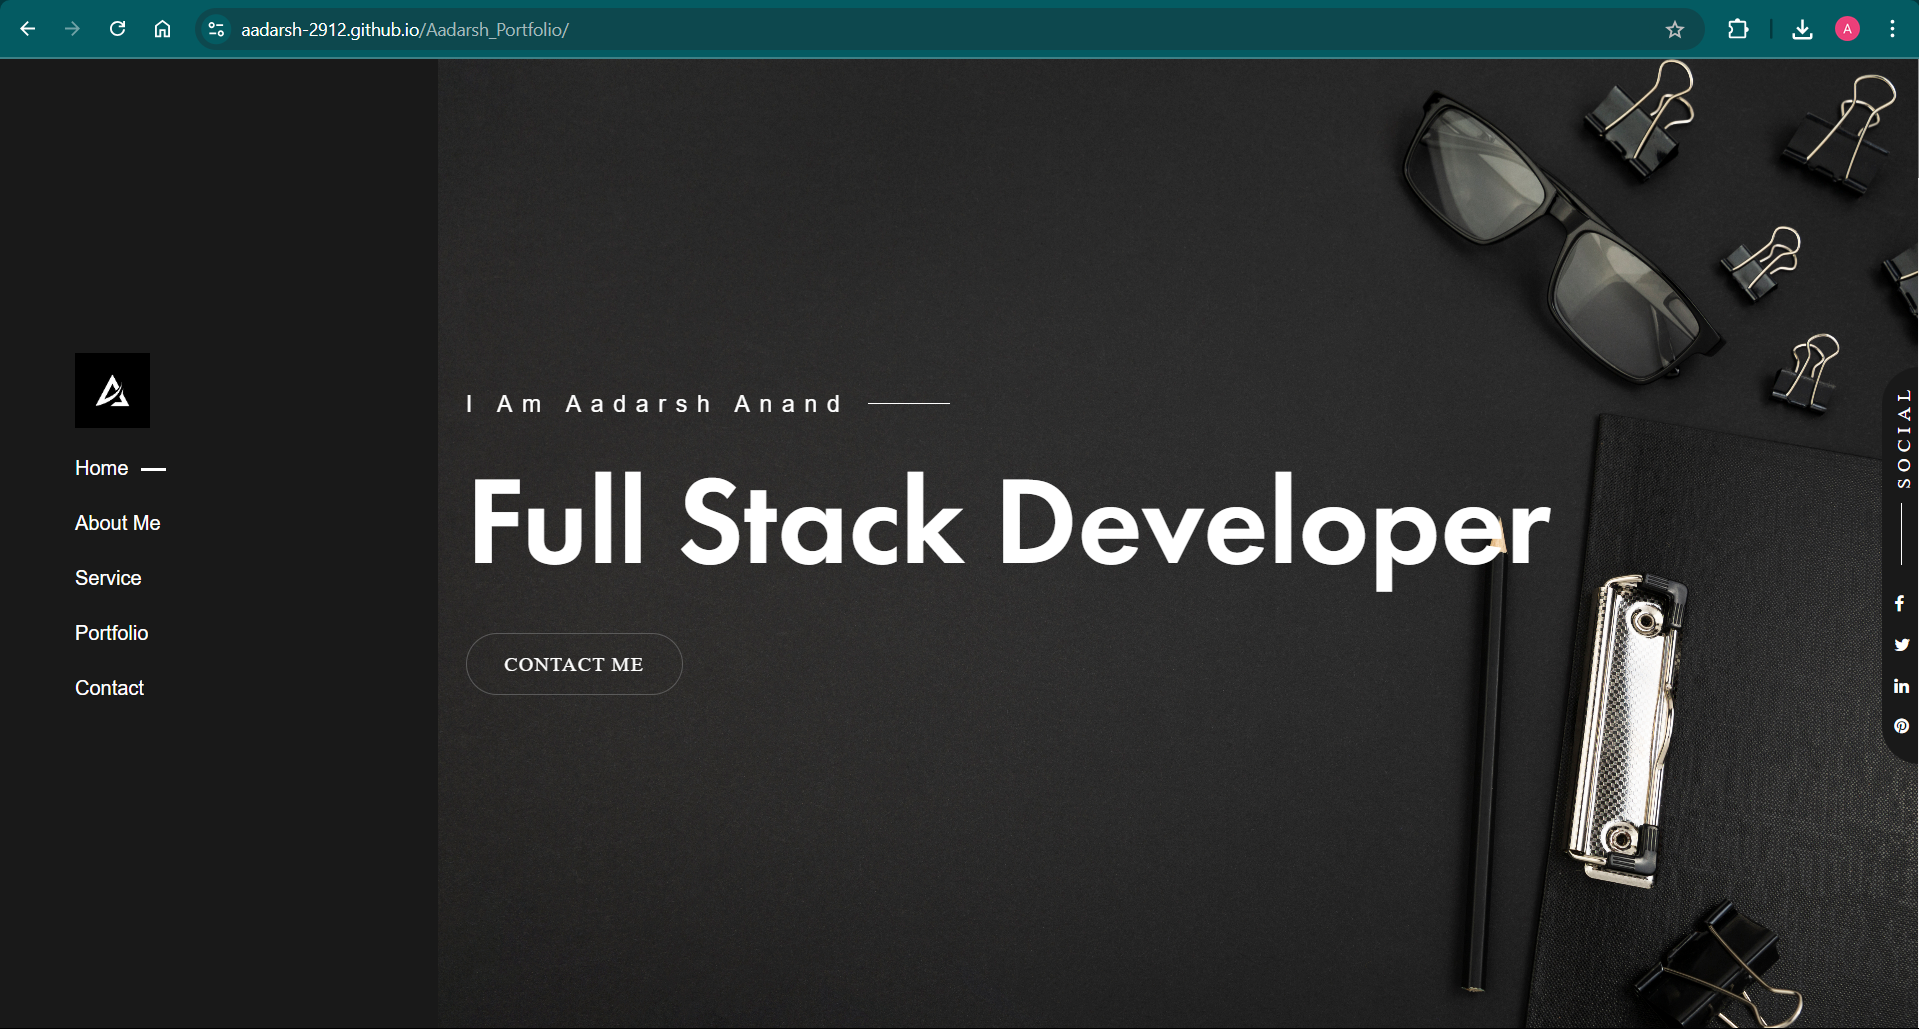 aadarsh-2912.github.io/Aadarsh_Portfolio/
A
Home
About Me
Service
Portfolio
Contact
I Am Aadarsh Anand
Full Stack Developer
CONTACT ME
SOCIAL